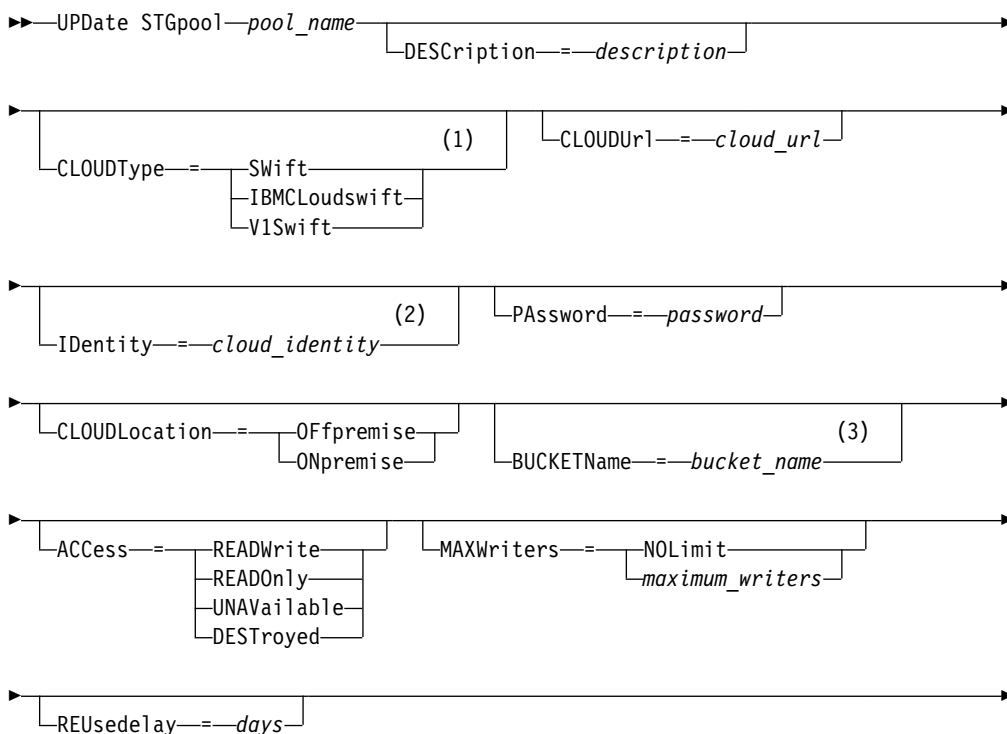 UPDate STGpool pool_name
DESCription = description
(1)
CLOUDType = SWift
IBMCLoudswift
V1Swift
CLOUDUrl = cloud_url
(2)
IDentity = cloud_identity
PAssword = password
CLOUDLocation = OFfpremise
ONpremise
(3)
BUCKETName = bucket_name
ACCess = READWrite
READOnly
UNAVailable
DESTroyed
MAXWriters = NOLimit
maximum_writers
REUsedelay = days